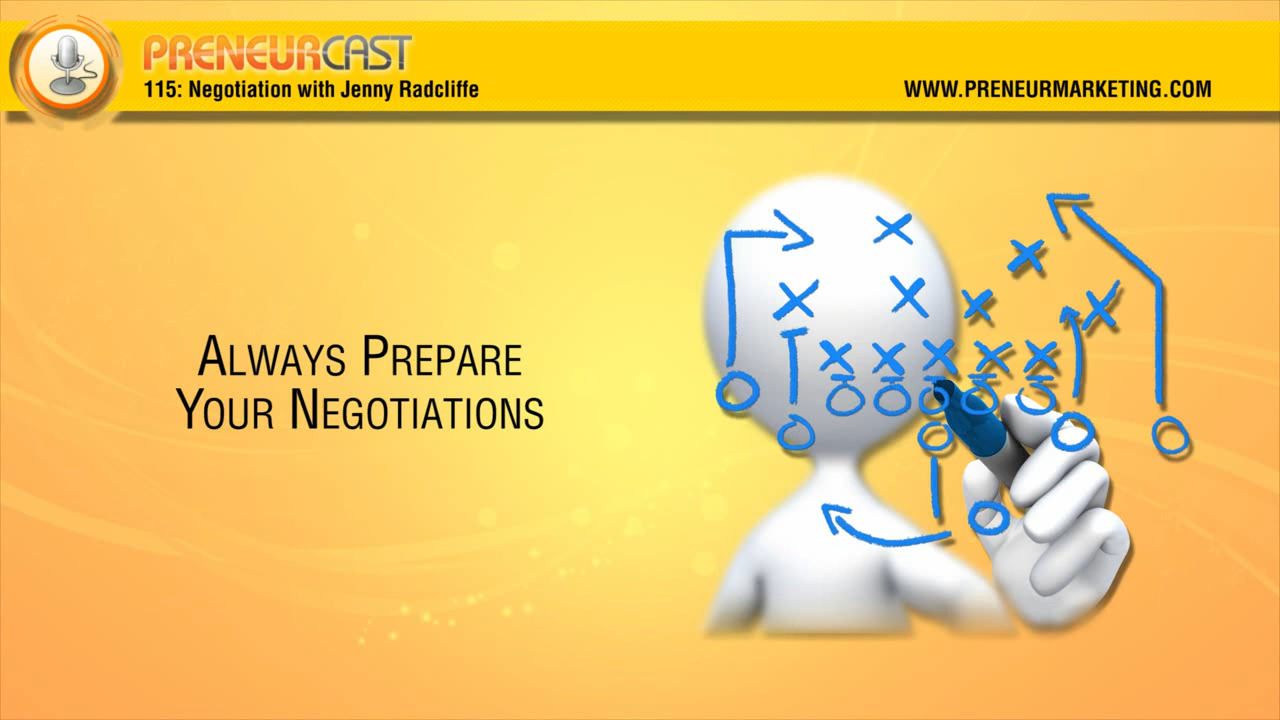 PRENEURCAST
115: Negotiation with Jenny Radcliffe
WWW.PRENEURMARKETING.COM
ALWAYS PREPARE
YOUR NEGOTIATIONS